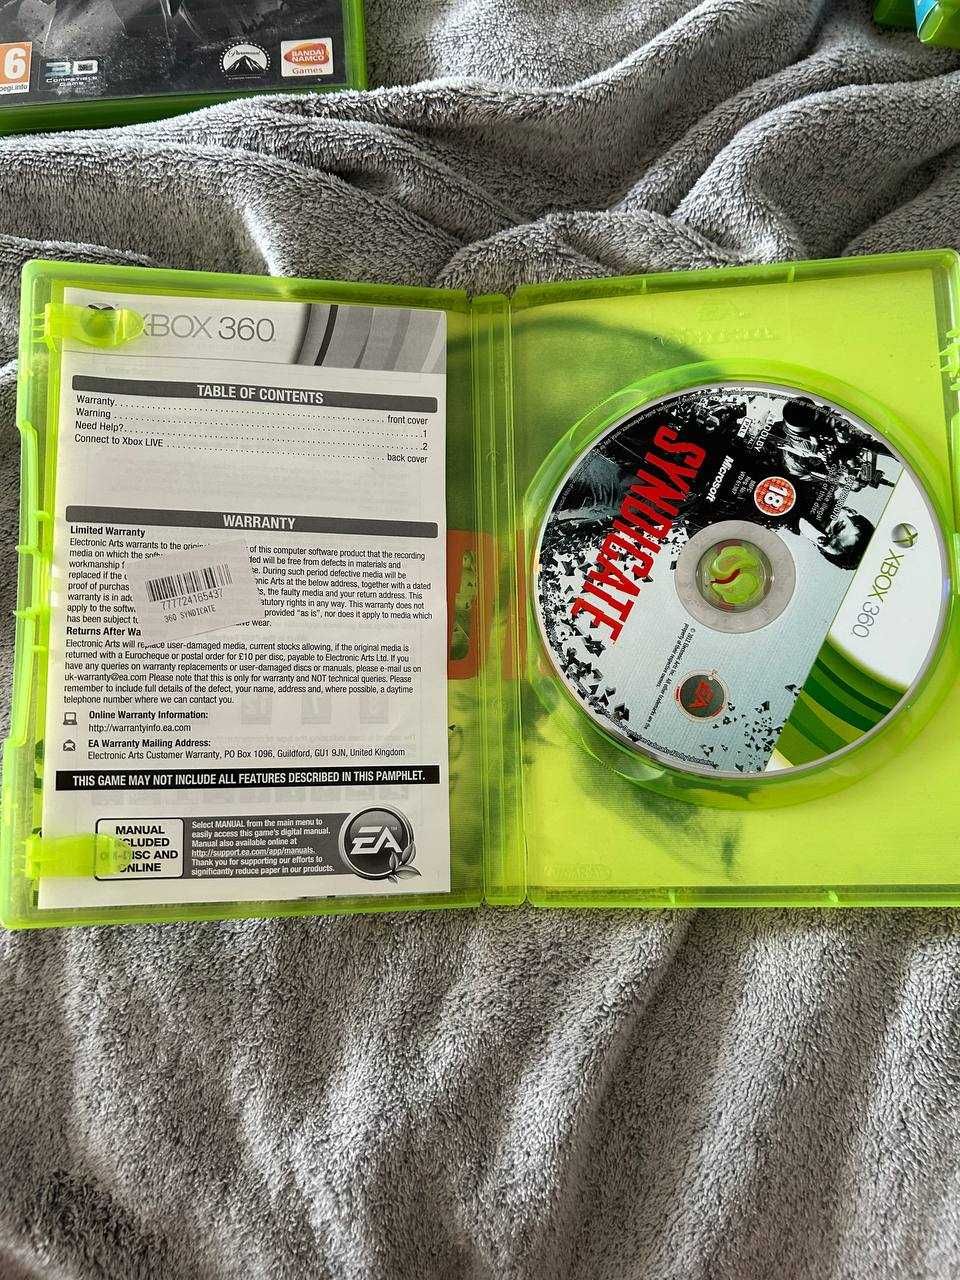 6
pegi.info
3D
COMPATIBLE
GAME
Paramount
BANDAI
NAMCO
Games
XBOX 360
TABLE OF CONTENTS
Warranty
Warning front cover
Need Help? 1
Connect to Xbox LIVE 2
back cover
WARRANTY
Limited Warranty
Electronic Arts warrants to the of this computer software product that the recording
media on which the will be free from defects in materials and
workmanship During such period defective media will be
replaced if the Arts at the below address, together with a dated
proof of the faulty media and your return address. This
warranty is in rights in any way. This warranty does not
apply to the provided "as is", nor does it apply to media which
has been subject wear.
777724165437
360 SYNDICATE
Returns After
Electronic Arts will replace user-damaged media, current stocks allowing, if the original media is
returned with a Eurocheque or postal order for £10 per disc, payable to Electronic Arts Ltd. If you
have any queries on warranty replacements or user-damaged discs or manuals, please e-mail us on
uk-warranty@ea.com Please note that this is only for warranty and NOT technical queries. Please
remember to include full details of the defect, your name, address and, where possible, a daytime
telephone number where we can contact you.
Online Warranty Information:
http://warrantyinfo.ea.com
EA Warranty Mailing Address:
Electronic Arts Customer Warranty, PO Box 1096, Guildford, GU1 9JN, United Kingdom
THIS GAME MAY NOT INCLUDE ALL FEATURES DESCRIBED IN THIS PAMPHLET.
MANUAL
INCLUDED
ON-DISC AND
ONLINE
Select MANUAL from the main menu to
easily access this game's digital manual.
Manual also available online at
http://support.ea.com/app/manuals.
Thank you for supporting our efforts to
significantly reduce paper in our products.
EA
SYNDICATE
Microsoft
18
XBOX 360
EA